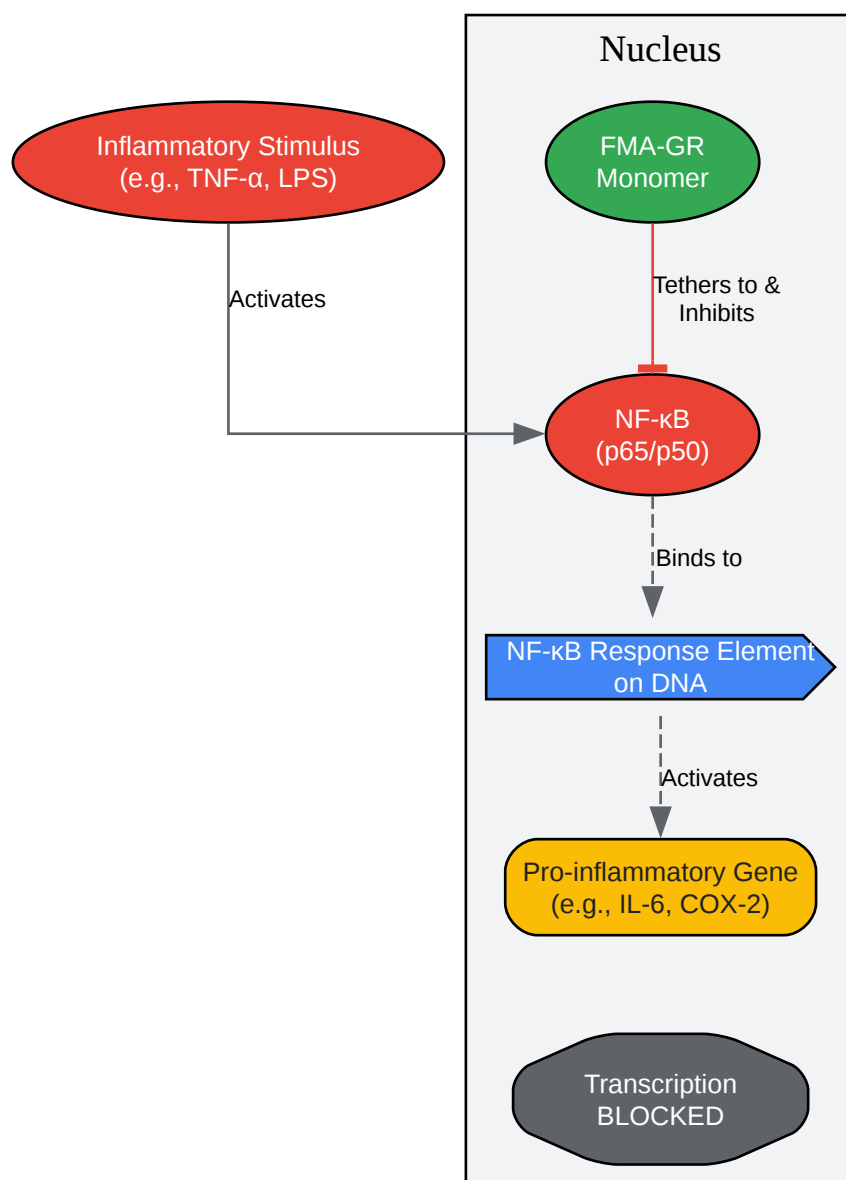 Nucleus
Inflammatory Stimulus
(e.g., TNF-α, LPS)
FMA-GR
Monomer
Activates
Tethers to &
Inhibits
NF-κB
(p65/p50)
Binds to
NF-κB Response Element
on DNA
Activates
Pro-inflammatory Gene
(e.g., IL-6, COX-2)
Transcription
BLOCKED